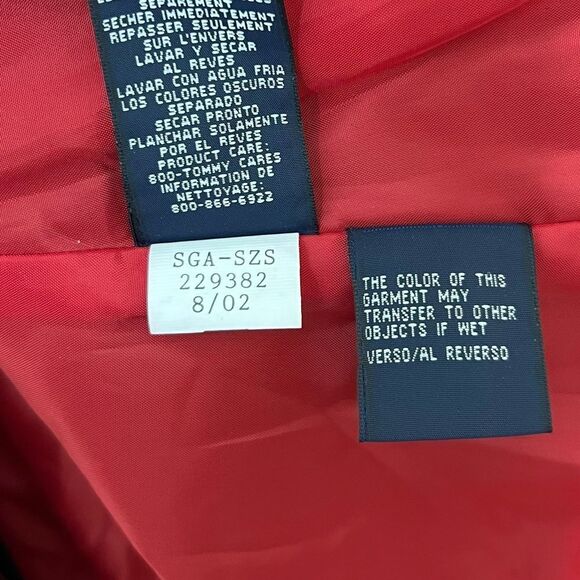 SEPAREMENT
SECHER IMMEDIATEMENT
REPASSER SEULEMENT
SUR L'ENVERS
LAVAR Y SECAR
AL REVES
LAVAR CON AGUA FRIA
LOS COLORES OSCUROS
SEPARADO
SECAR PRONTO
PLANCHAR SOLAMENTE
POR EL REVES
PRODUCT CARE:
800-TOMMY CARES
INFORMATION DE
NETTOYAGE:
800-866-6922
SGA-SZS
229382
8/02
THE COLOR OF THIS
GARMENT MAY
TRANSFER TO OTHER
OBJECTS IF WET
VERSO/AL REVERSO